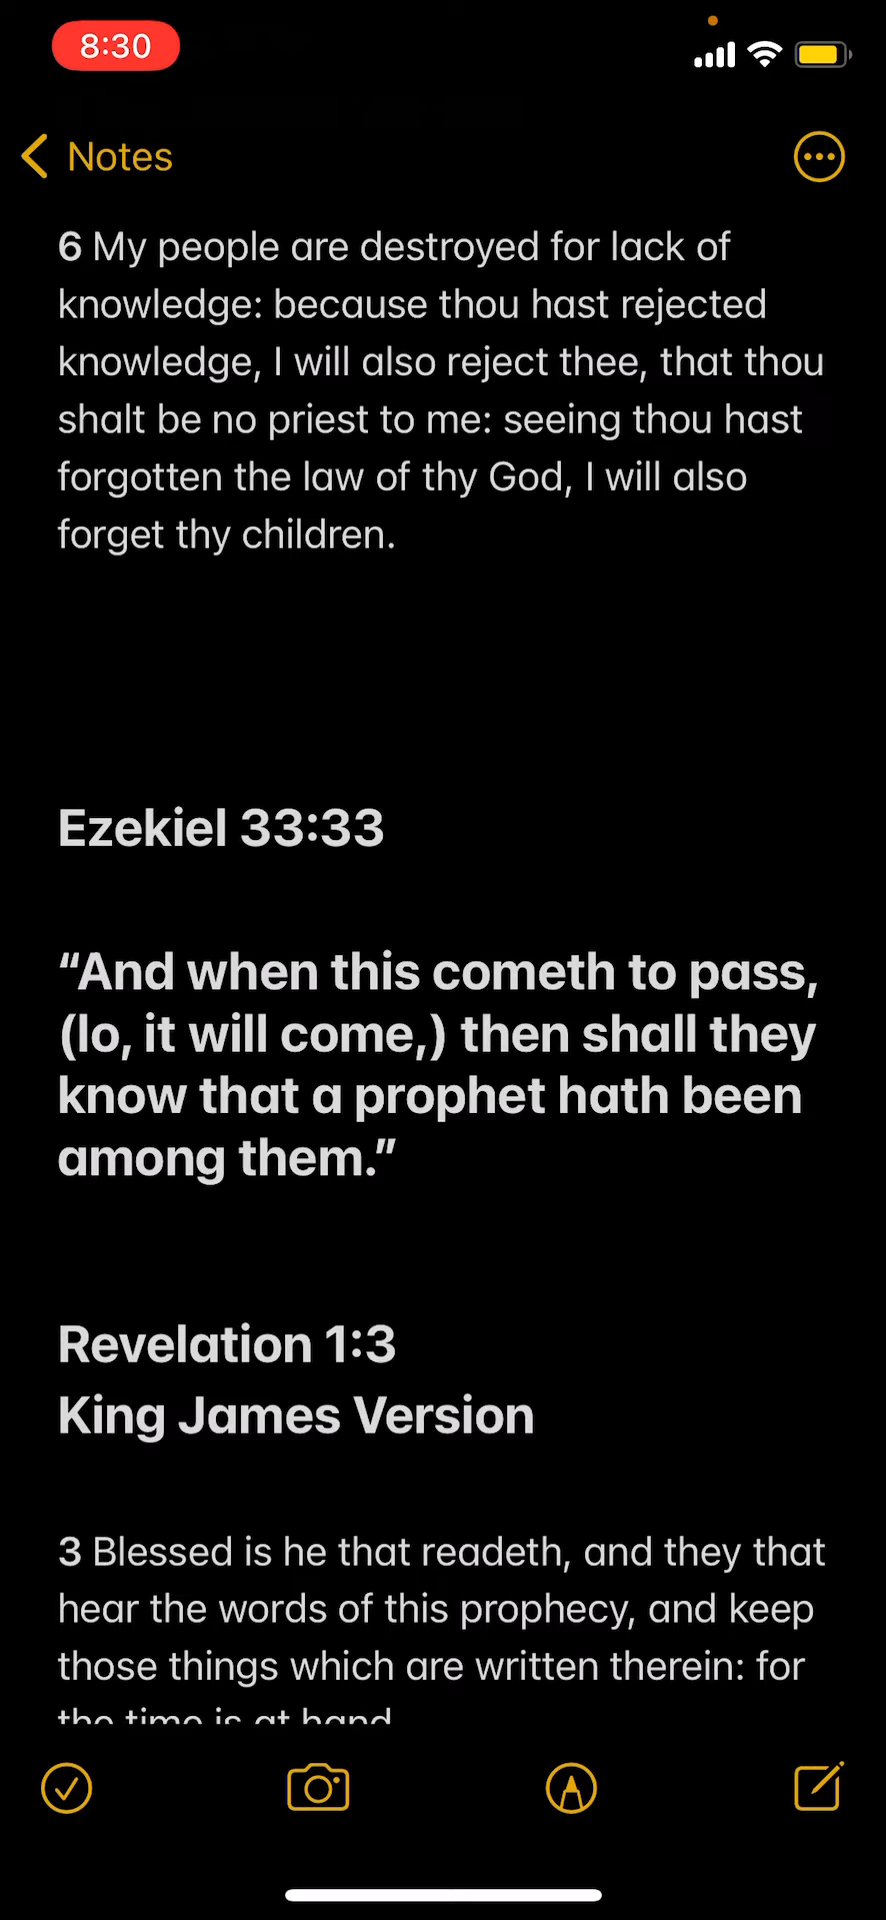 8:30
Notes
6 My people are destroyed for lack of
knowledge: because thou hast rejected
knowledge, I will also reject thee, that thou
shalt be no priest to me: seeing thou hast
forgotten the law of thy God, I will also
forget thy children.
Ezekiel 33:33
“And when this cometh to pass,
(lo, it will come,) then shall they
know that a prophet hath been
among them.”
Revelation 1:3
King James Version
3 Blessed is he that readeth, and they that
hear the words of this prophecy, and keep
those things which are written therein: for
the time is at hand